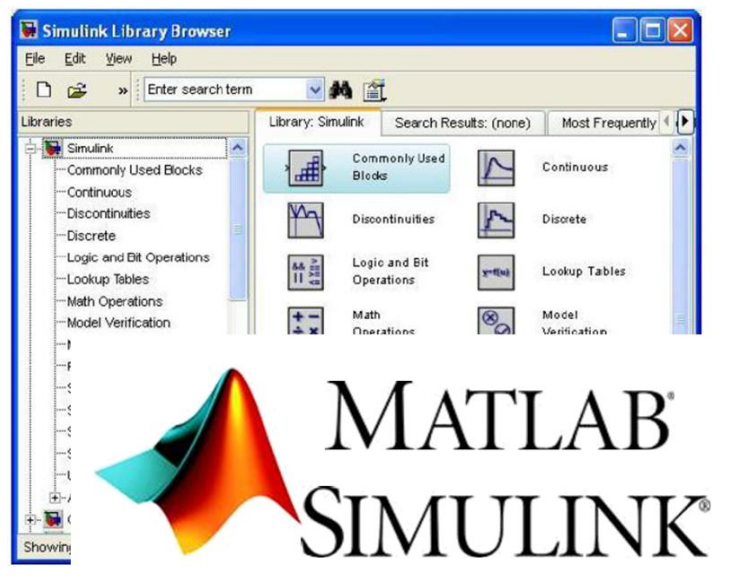 Simulink Library Browser
File Edit View Help
» Enter search term
Libraries
Library: Simulink Search Results: (none) Most Frequently
Simulink
Commonly Used Blocks
Continuous
Discontinuities
Discrete
Logic and Bit Operations
Lookup Tables
Math Operations
Model Verification
Commonly Used
Blocks
Continuous
Discontinuities
Discrete
Logic and Bit
Operations
y=f(u)
Lookup Tables
Math
Operations
Model
Verification
Showing
MATLAB®
SIMULINK®